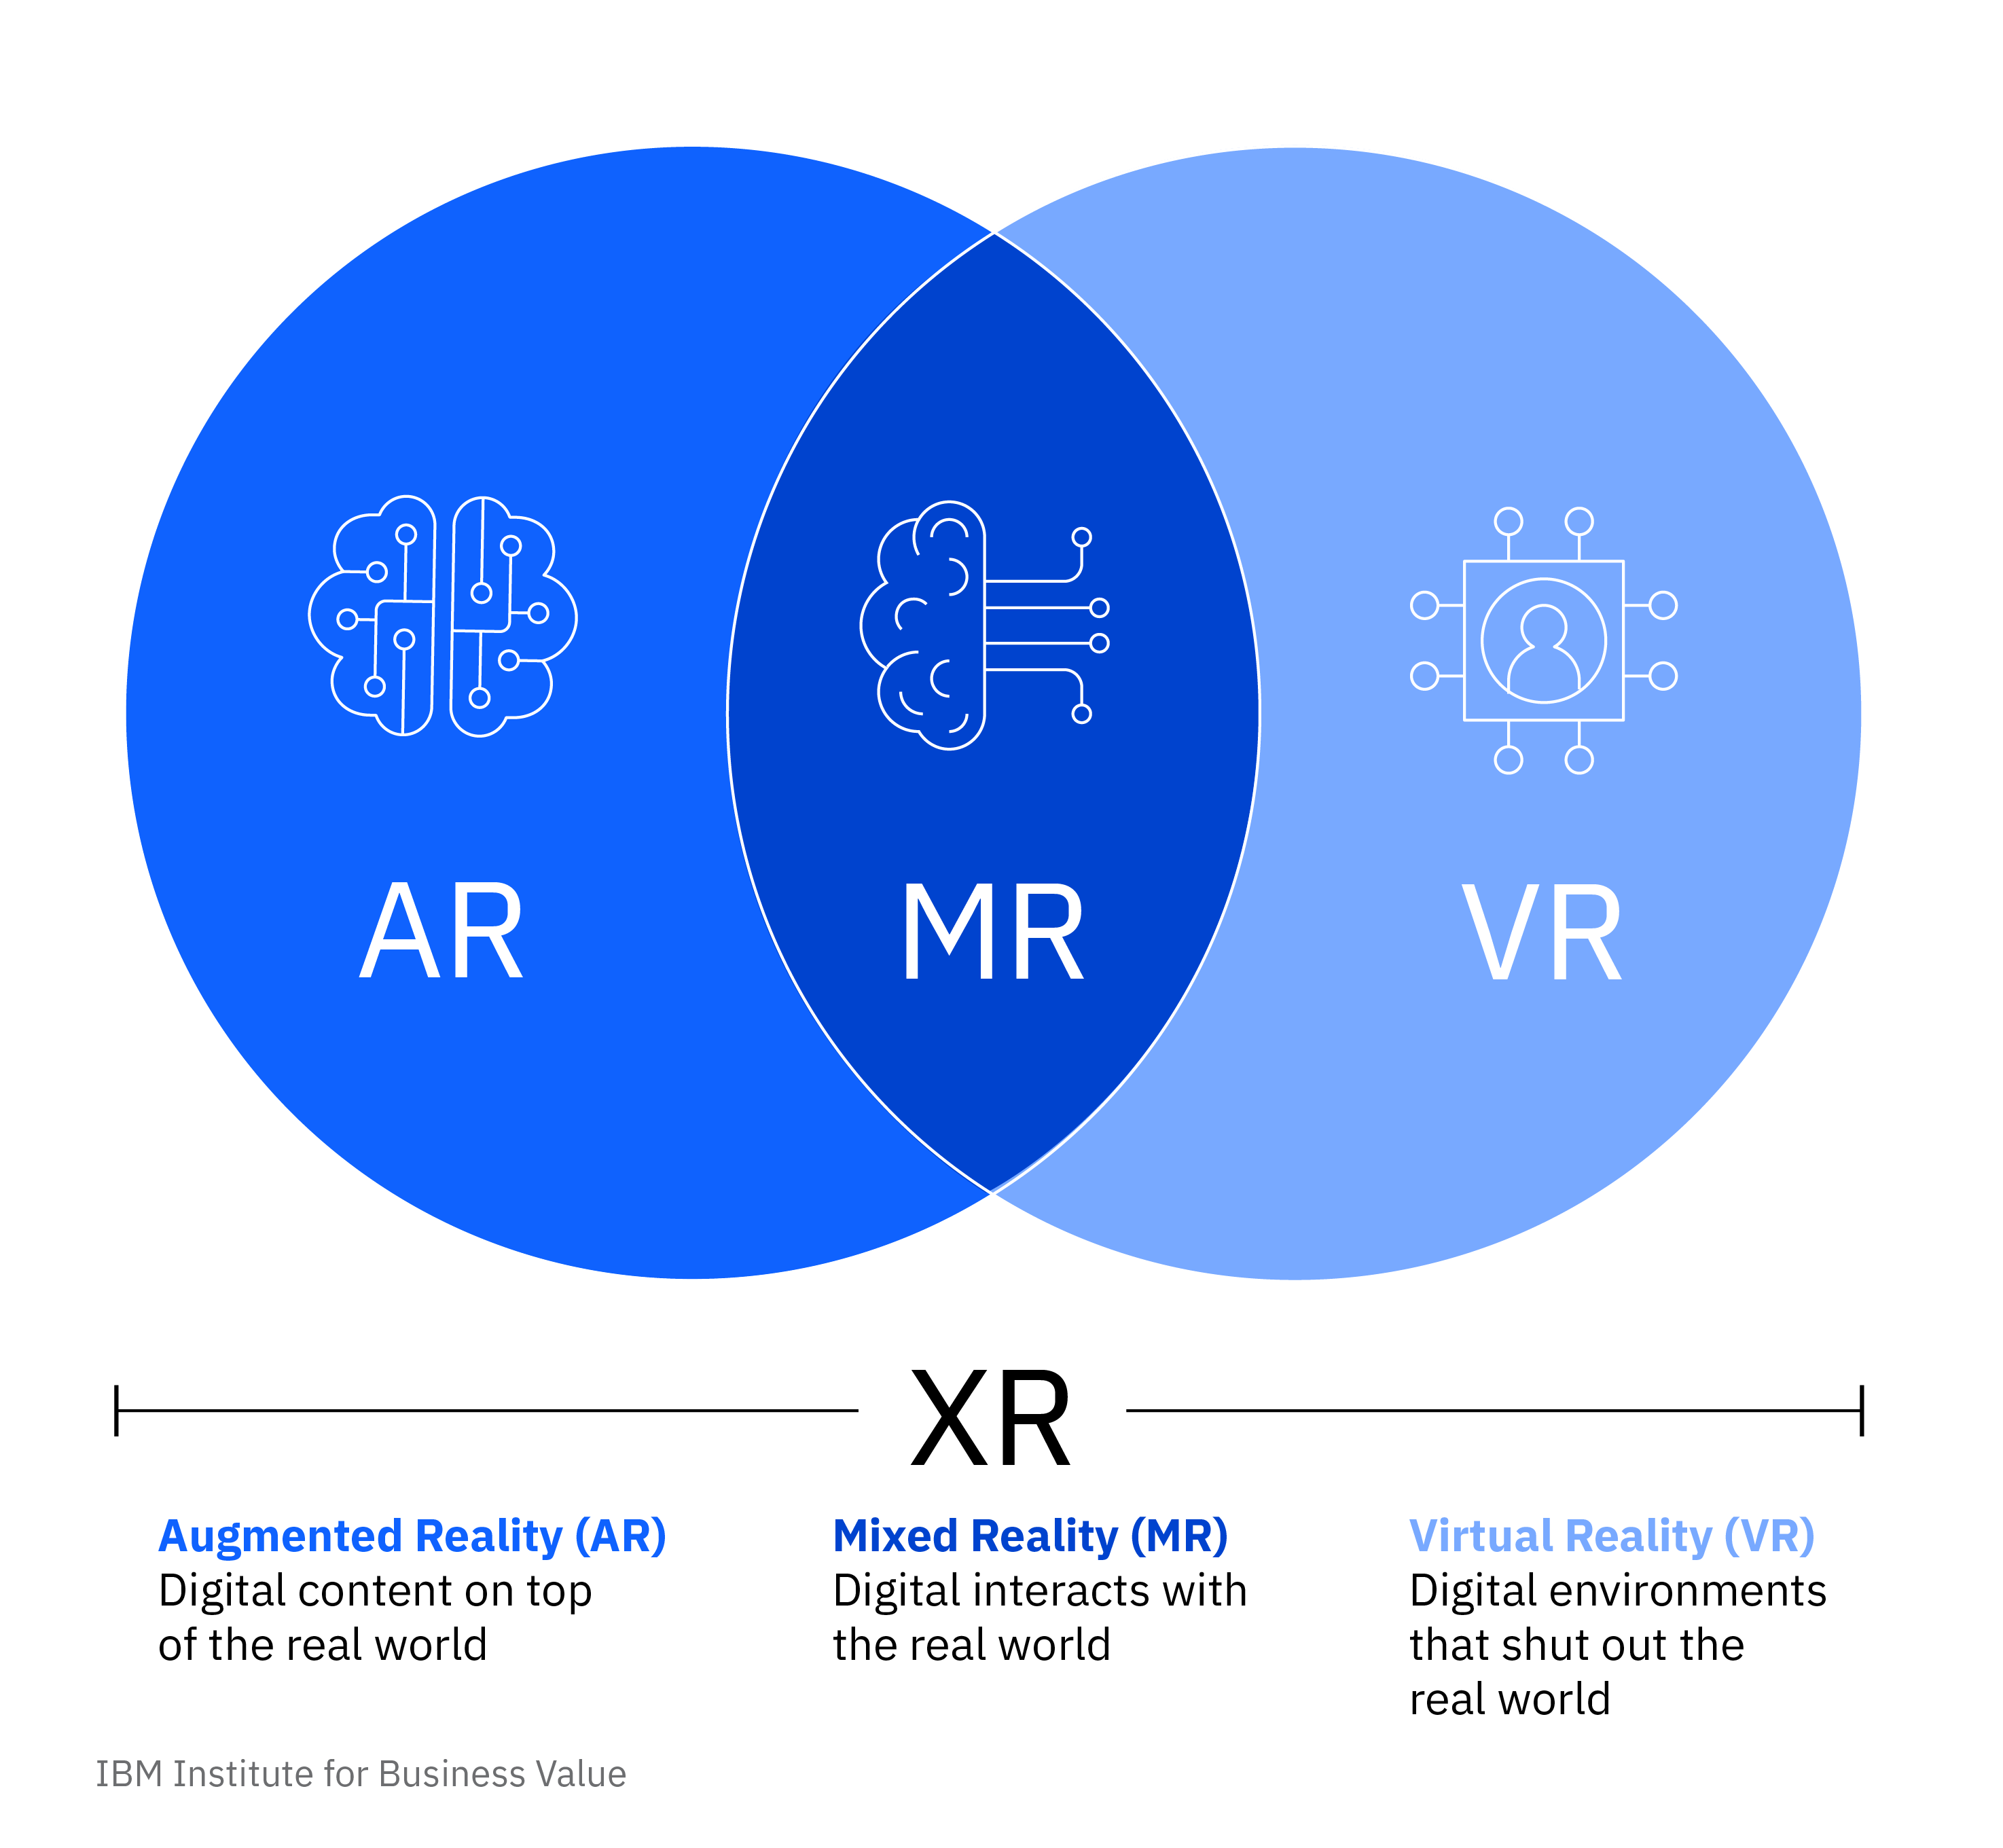 AR
MR
VR
XR
Augmented Reality (AR)
Digital content on top
of the real world
Mixed Reality (MR)
Digital interacts with
the real world
Virtual Reality (VR)
Digital environments
that shut out the
real world
IBM Institute for Business Value